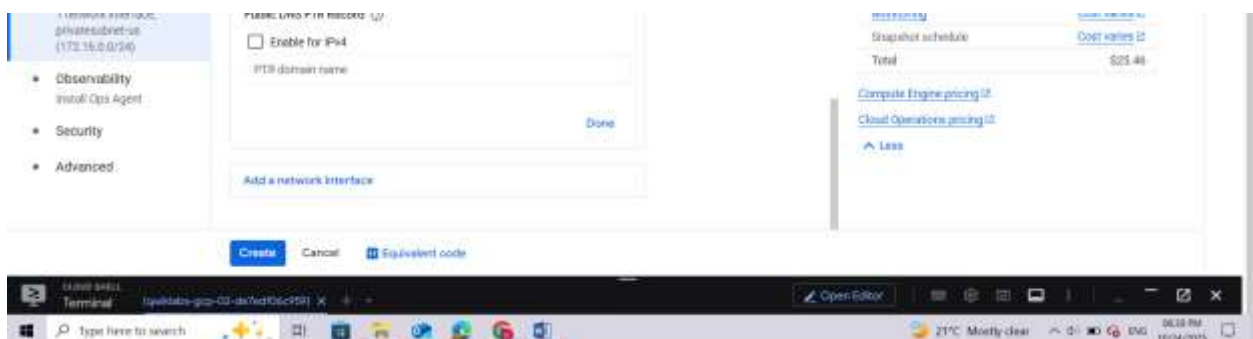 1 network interface,
privatesubnet-us
(172.16.0.0/24)
Observability
Install Ops Agent
Security
Advanced
Public DNS PTR Record
Enable for IPv4
PTR domain name
Done
Add a network interface
Monitoring Cost varies
Snapshot schedule Cost varies
Total $25.46
Compute Engine pricing
Cloud Operations pricing
Less
Create Cancel Equivalent code
CLOUD SHELL
Terminal
Open Editor
Type here to search
21°C Mostly clear
ENG